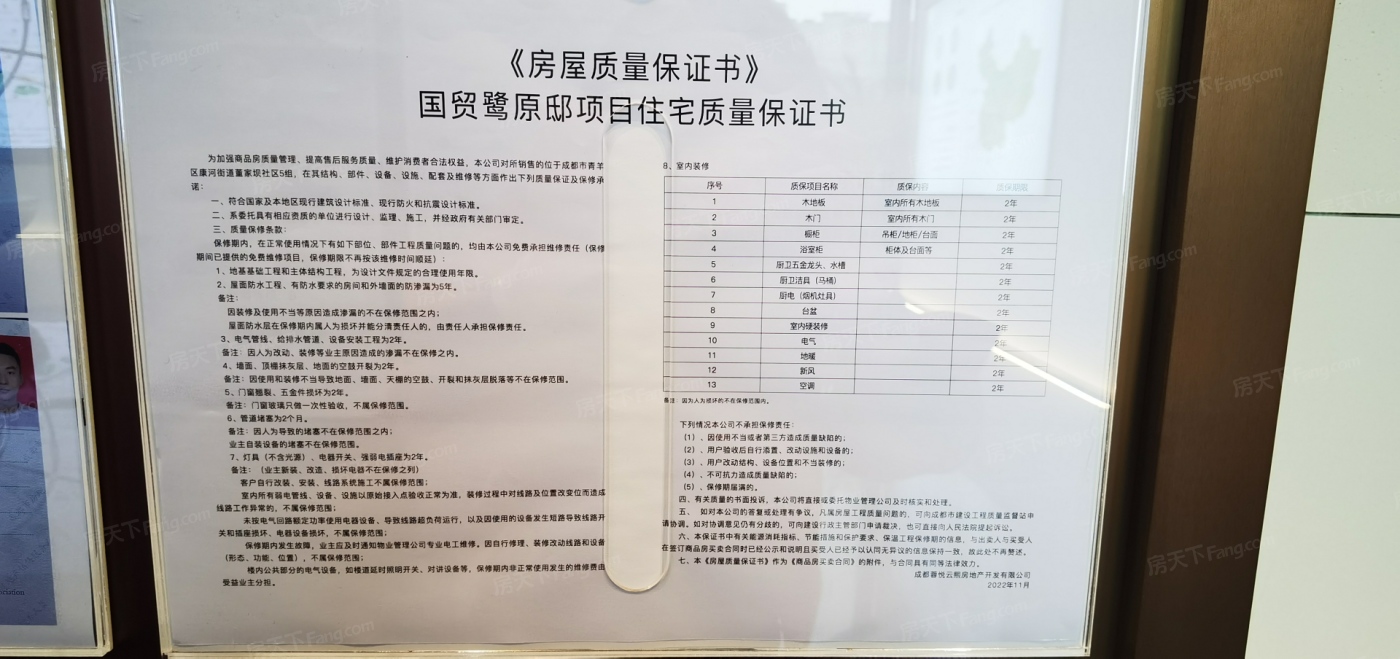 《房屋质量保证书》
国贸鹭原邸项目住宅质量保证书
为加强商品房质量管理、提高售后服务质量、维护消费者合法权益，本公司对所销售的位于成都市青羊
区康河街道董家坝社区5组，在其结构、部件、设备、设施、配套及维修等方面作出下列质量保证及保修承
诺：
一、符合国家及本地区现行建筑设计标准、现行防火和抗震设计标准。
二、系委托具有相应资质的单位进行设计、监理、施工，并经政府有关部门审定。
三、质量保修条款：
保修期内，在正常使用情况下有如下部位、部件工程质量问题的，均由本公司免费承担维修责任（保修
期间已提供的免费维修项目，保修期限不再按该维修时间顺延）：
1、地基基础工程和主体结构工程，为设计文件规定的合理使用年限。
2、屋面防水工程、有防水要求的房间和外墙面的防渗漏为5年。
备注：
因装修及使用不当等原因造成渗漏的不在保修范围之内；
屋面防水层在保修期内属人为损坏并能分清责任人的，由责任人承担保修责任。
3、电气管线、给排水管道、设备安装工程为2年。
备注：因人为改动、装修等业主原因造成的渗漏不在保修之内。
4、墙面、顶棚抹灰层、地面的空鼓开裂为2年。
备注：因使用和装修不当导致地面、墙面、天棚的空鼓、开裂和抹灰层脱落等不在保修范围。
5、门窗翘裂、五金件损坏为2年。
备注：门窗玻璃只做一次性验收，不属保修范围。
6、管道堵塞为2个月。
备注：因人为导致的堵塞不在保修范围之内；
业主自装设备的堵塞不在保修范围。
7、灯具（不含光源）、电器开关、强弱电插座为2年。
备注：（业主新装、改造、损坏电器不在保修之列）
客户自行改装、安装、线路系统施工不属保修范围；
室内所有弱电管线、设备、设施以原始接入点验收正常为准，装修过程中对线路及位置改变位而造成
线路工作异常的，不属保修范围；
未按电气回路额定功率使用电器设备，导致线路超负荷运行，以及因使用的设备发生短路导致线路开
关和插座损坏、电器设备损坏，不属保修范围；
保修期内发生故障，业主应及时通知物业管理公司专业电工维修。因自行修理、装修改动线路和设备
（形态、功能、位置），不属保修范围；
楼内公共部分的电气设备，如楼道延时照明开关、对讲设备等，保修期内非正常使用发生的维修费由
受益业主分担。
8、室内装修
序号 质保项目名称 质保内容 质保期限
1 木地板 室内所有木地板 2年
2 木门 室内所有木门 2年
3 橱柜 吊柜/地柜/台面 2年
4 浴室柜 柜体及台面等 2年
5 厨卫五金龙头、水槽 2年
6 厨卫洁具（马桶） 2年
7 厨电（烟机灶具） 2年
8 台盆 2年
9 室内硬装修 2年
10 电气 2年
11 地暖 2年
12 新风 2年
13 空调 2年
备注 因为人为损坏的不在保修范围内。
下列情况本公司不承担保修责任：
（1）、因使用不当或者第三方造成质量缺陷的；
（2）、用户验收后自行添置、改动设施和设备的；
（3）、用户改动结构、设备位置和不当装修的；
（4）、不可抗力造成质量缺陷的；
（5）、保修期届满的。
四、有关质量的书面投诉，本公司将直接或委托物业管理公司及时核实和处理。
五、 如对本公司的答复或处理有争议，凡属房屋工程质量问题的，可向成都市建设工程质量监督站申
请协调。如对协调意见仍有分歧的，可向建设行政主管部门申请裁决，也可直接向人民法院提起诉讼。
六、本保证书中有关能源消耗指标、节能措施和保护要求、保温工程保修期的信息，与出卖人与买受人
在签订商品房买卖合同时已经公示和说明且买受人已经予以认同无异议的信息保持一致，故此处不再赘述。
七、本《房屋质量保证书》作为《商品房买卖合同》的附件，与合同具有同等法律效力。
成都蓉悦云熙房地产开发有限公司
2022年11月
房天下Fang.com